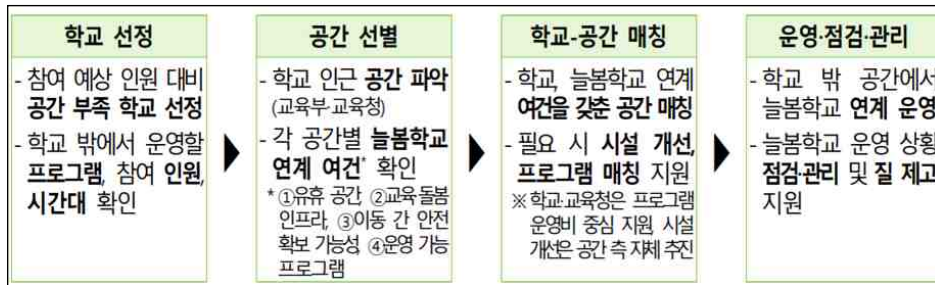 학교 선정
- 참여 예상 인원 대비
공간 부족 학교 선정
- 학교 밖에서 운영할
프로그램, 참여 인원,
시간대 확인
공간 선별
- 학교 인근 공간 파악
(교육부·교육청)
- 각 공간별 늘봄학교
연계 여건* 확인
* ①유휴 공간, ②교육·돌봄
인프라, ③이동 간 안전
확보 가능성, ④운영 가능
프로그램
학교-공간 매칭
- 학교, 늘봄학교 연계
여건을 갖춘 공간 매칭
- 필요 시 시설 개선,
프로그램 매칭 지원
※ 학교·교육청은 프로그램
운영비 중심 지원, 시설
개선은 공간 측 자체 추진
운영·점검·관리
- 학교 밖 공간에서
늘봄학교 연계 운영
- 늘봄학교 운영 상황
점검·관리 및 질 제고
지원